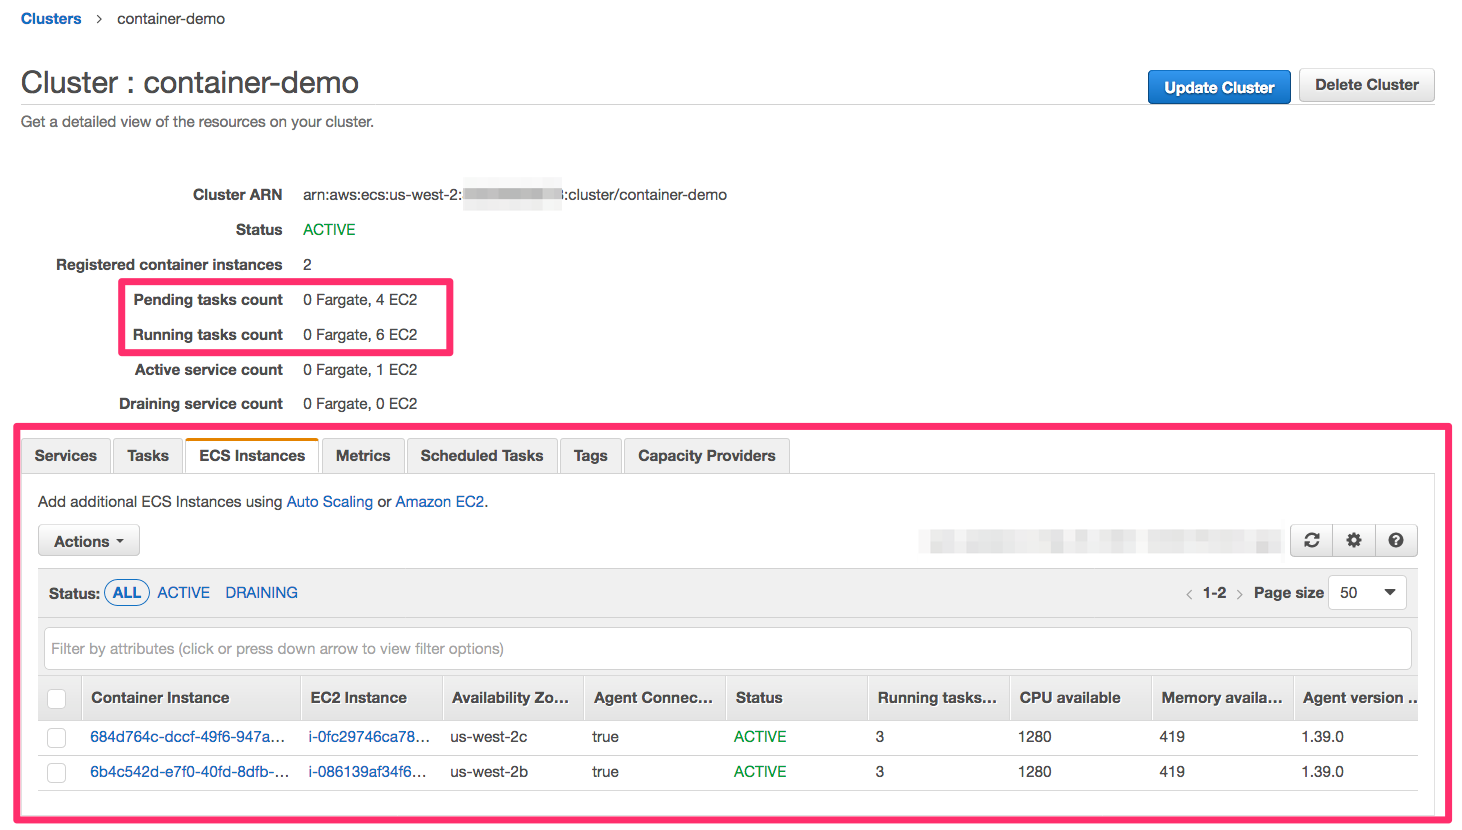 Clusters > container-demo
Cluster : container-demo
Update Cluster
Delete Cluster
Get a detailed view of the resources on your cluster.
Cluster ARN arn:aws:ecs:us-west-2: :cluster/container-demo
Status ACTIVE
Registered container instances 2
Pending tasks count 0 Fargate, 4 EC2
Running tasks count 0 Fargate, 6 EC2
Active service count 0 Fargate, 1 EC2
Draining service count 0 Fargate, 0 EC2
Services Tasks ECS Instances Metrics Scheduled Tasks Tags Capacity Providers
Add additional ECS Instances using Auto Scaling or Amazon EC2.
Actions
Status: ALL ACTIVE DRAINING < 1-2 > Page size 50
Filter by attributes (click or press down arrow to view filter options)
Container Instance EC2 Instance Availability Zo... Agent Connec... Status Running tasks... CPU available Memory availa... Agent version ..
684d764c-dccf-49f6-947a... i-0fc29746ca78... us-west-2c true ACTIVE 3 1280 419 1.39.0
6b4c542d-e7f0-40fd-8dfb-... i-086139af34f6... us-west-2b true ACTIVE 3 1280 419 1.39.0